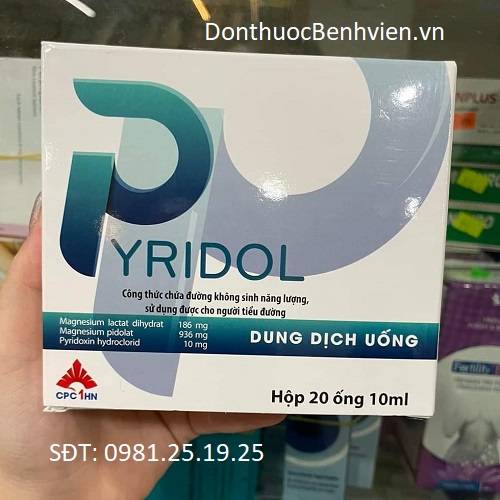 DonthuocBenhvien.vn
PYRIDOL
Công thức chứa đường không sinh năng lượng,
sử dụng được cho người tiểu đường
Magnesium lactat dihydrat 186 mg
Magnesium pidolat 936 mg
Pyridoxin hydroclorid 10 mg
DUNG DỊCH UỐNG
CPC1HN
Hộp 20 ống 10ml
SĐT: 0981.25.19.25
NPLUS
Fertility